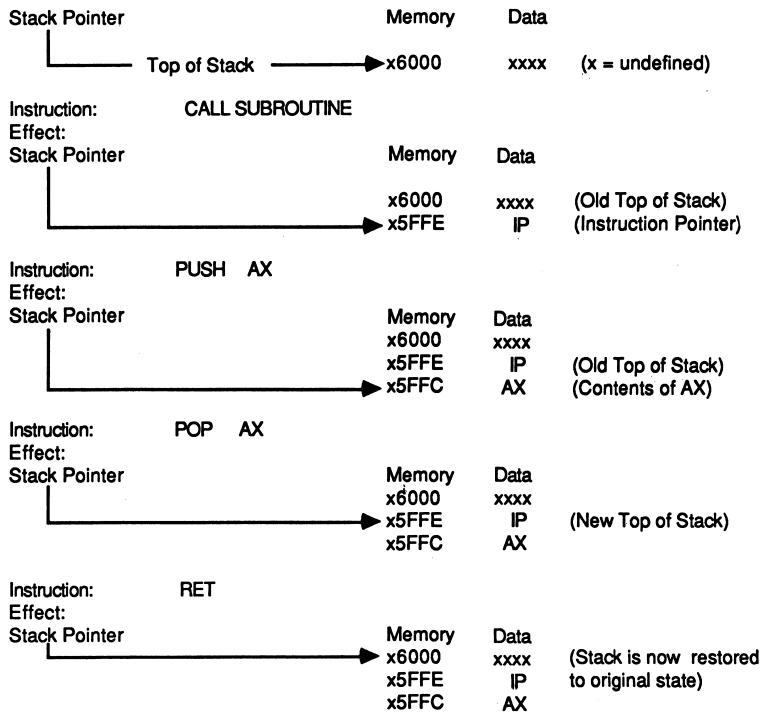 Stack Pointer Memory Data
Top of Stack x6000 xxxx (x = undefined)
Instruction: CALL SUBROUTINE
Effect:
Stack Pointer Memory Data
x6000 xxxx (Old Top of Stack)
x5FFE IP (Instruction Pointer)
Instruction: PUSH AX
Effect:
Stack Pointer Memory Data
x6000 xxxx
x5FFE IP (Old Top of Stack)
x5FFC AX (Contents of AX)
Instruction: POP AX
Effect:
Stack Pointer Memory Data
x6000 xxxx
x5FFE IP (New Top of Stack)
x5FFC AX
Instruction: RET
Effect:
Stack Pointer Memory Data
x6000 xxxx (Stack is now restored
x5FFE IP to original state)
x5FFC AX